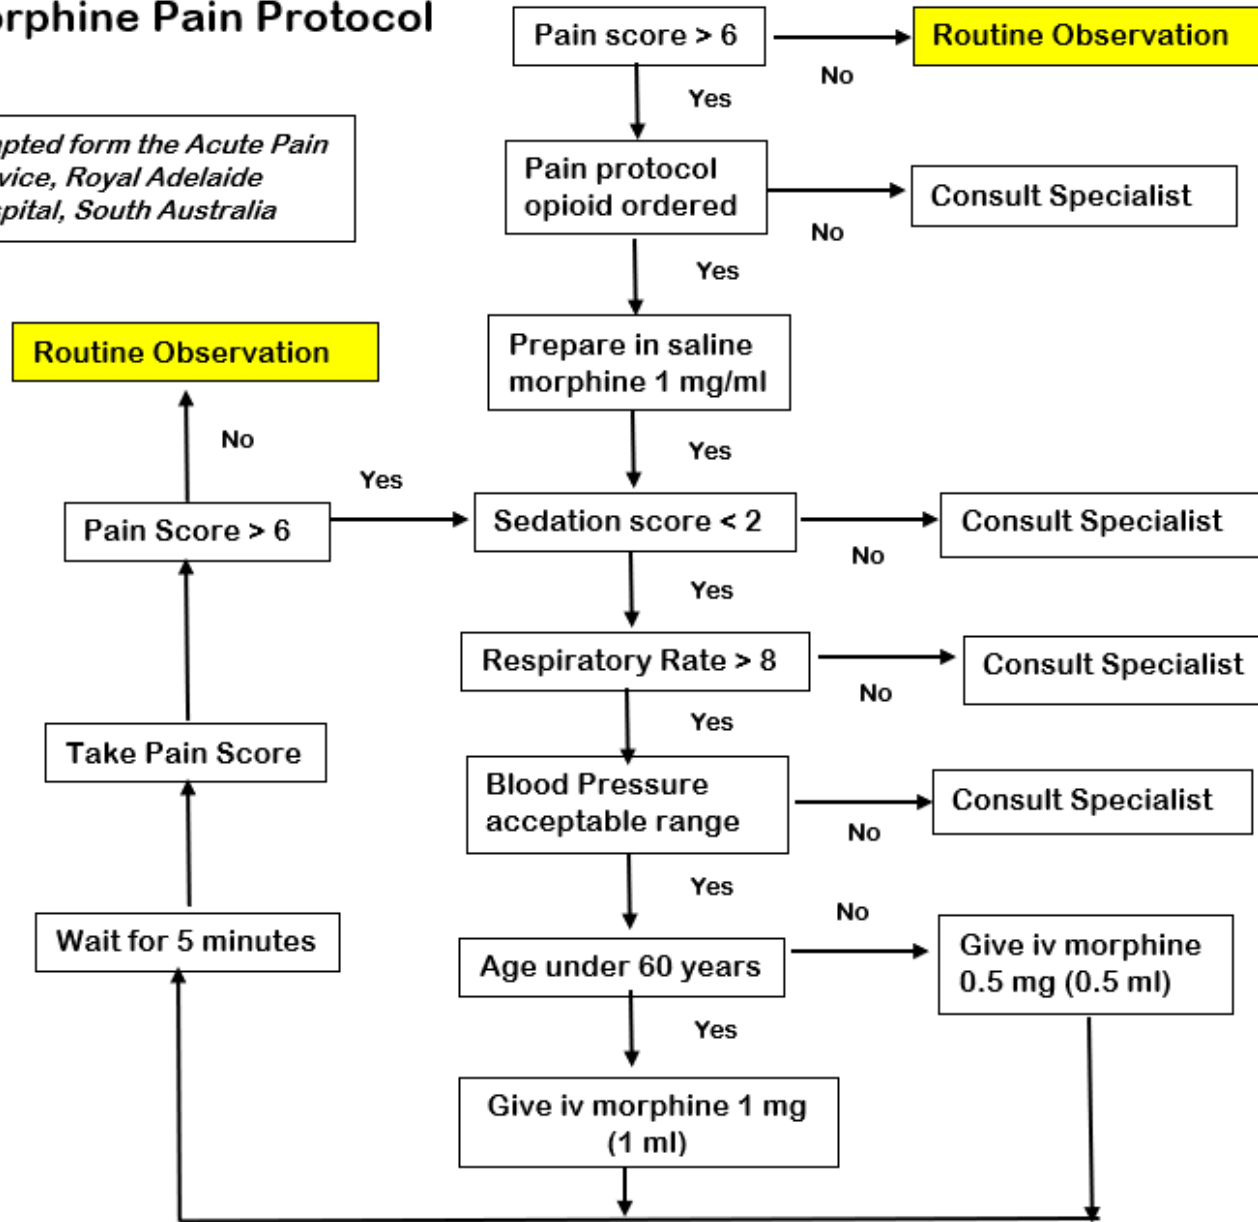 orphine Pain Protocol
apted form the Acute Pain
vice, Royal Adelaide
spital, South Australia
Pain score > 6
No
Routine Observation
Yes
Pain protocol
opioid ordered
No
Consult Specialist
Yes
Prepare in saline
morphine 1 mg/ml
Yes
Routine Observation
No
Pain Score > 6
Yes
Sedation score < 2
No
Consult Specialist
Yes
Respiratory Rate > 8
No
Consult Specialist
Yes
Take Pain Score
Blood Pressure
acceptable range
No
Consult Specialist
Yes
Wait for 5 minutes
Age under 60 years
No
Give iv morphine
0.5 mg (0.5 ml)
Yes
Give iv morphine 1 mg
(1 ml)